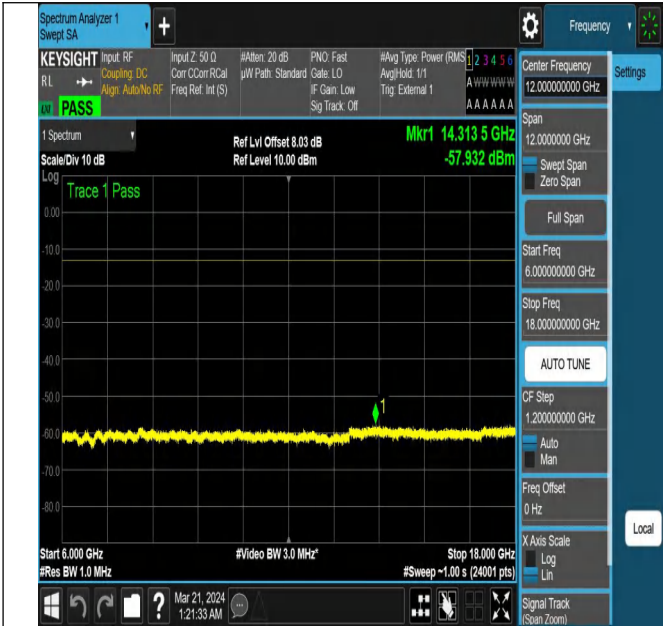 Spectrum Analyzer 1
Swept SA
+
Frequency
KEYSIGHT
RL
PASS
Input: RF
Coupling: DC
Align: Auto/No RF
Input Z: 50 Ω
Corr CCorr RCal
Freq Ref: Int (S)
#Atten: 20 dB
µW Path: Standard
PNO: Fast
Gate: LO
IF Gain: Low
Sig Track: Off
#Avg Type: Power (RMS
Avg|Hold: 1/1
Trig: External 1
1 2 3 4 5 6
A W W W W W
A A A A A A
1 Spectrum
Scale/Div 10 dB
Ref Lvl Offset 8.03 dB
Ref Level 10.00 dBm
Mkr1 14.313 5 GHz
-57.932 dBm
Log
Trace 1 Pass
0.00
-10.0
-20.0
-30.0
-40.0
-50.0
1
-60.0
-70.0
-80.0
Start 6.000 GHz
#Res BW 1.0 MHz
#Video BW 3.0 MHz*
Stop 18.000 GHz
#Sweep ~1.00 s (24001 pts)
?
Mar 21, 2024
1:21:33 AM
Center Frequency
12.000000000 GHz
Settings
Span
12.0000000 GHz
Swept Span
Zero Span
Full Span
Start Freq
6.000000000 GHz
Stop Freq
18.000000000 GHz
AUTO TUNE
CF Step
1.200000000 GHz
Auto
Man
Freq Offset
0 Hz
Local
X Axis Scale
Log
Lin
Signal Track
(Span Zoom)